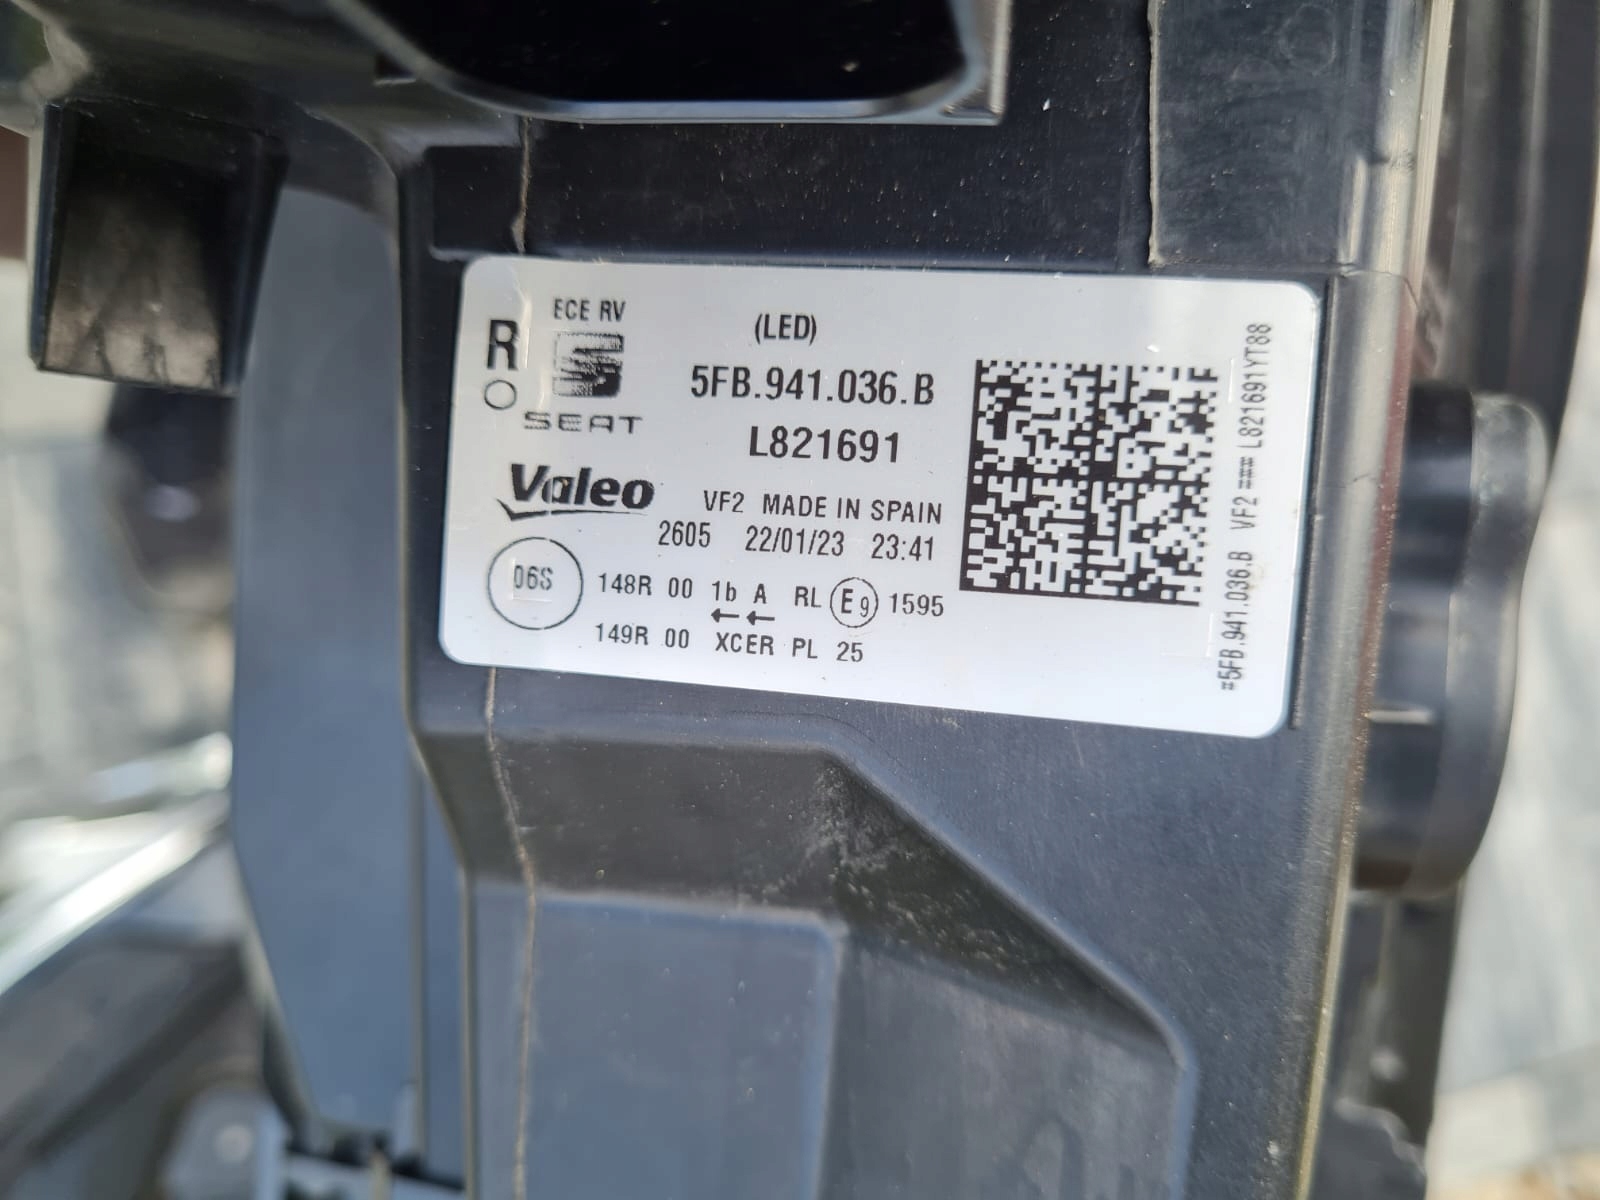 ECE RV
R
SEAT
(LED)
5FB.941.036.B
L821691
Valeo
VF2 MADE IN SPAIN
2605 22/01/23 23:41
06S
148R 00 1b A RL E9 1595
←←
149R 00 XCER PL 25
#5FB.941.036.B VF2 === L821691YT88